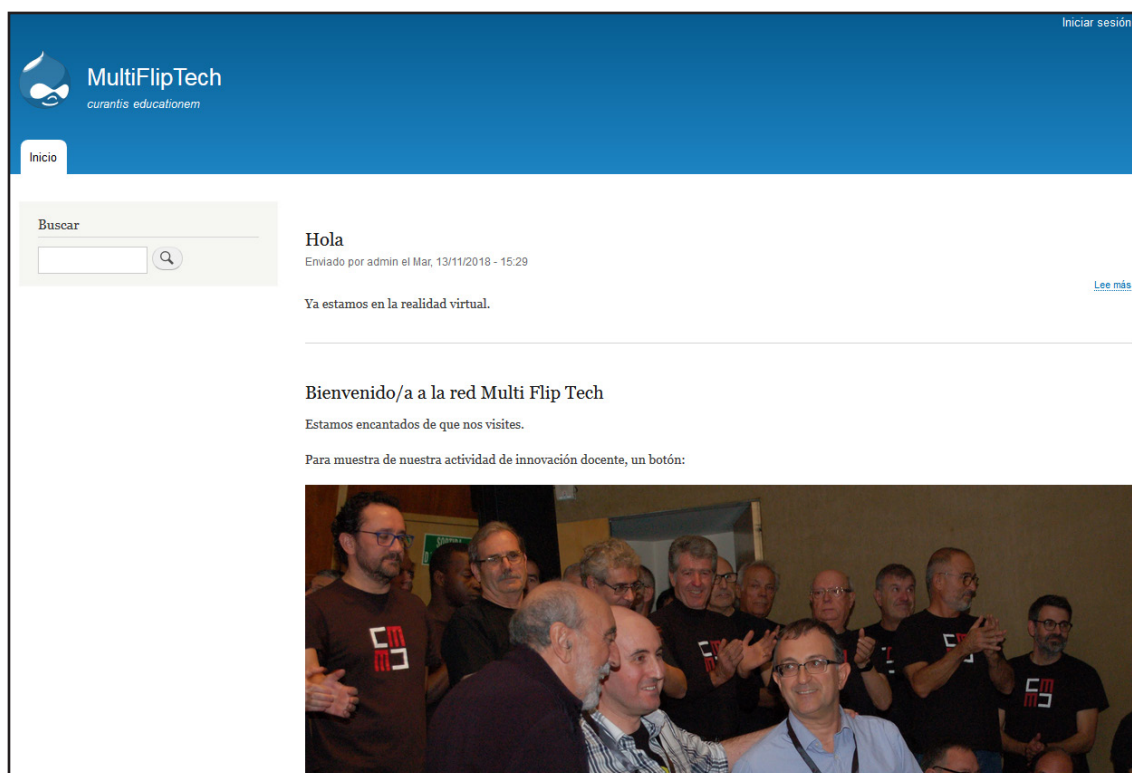 Iniciar sesión
MultiFlipTech
curantis educationem
Inicio
Buscar
Hola
Enviado por admin el Mar, 13/11/2018 - 15:29
Lee más
Ya estamos en la realidad virtual.
Bienvenido/a a la red Multi Flip Tech
Estamos encantados de que nos visites.
Para muestra de nuestra actividad de innovación docente, un botón:
SORTIDA